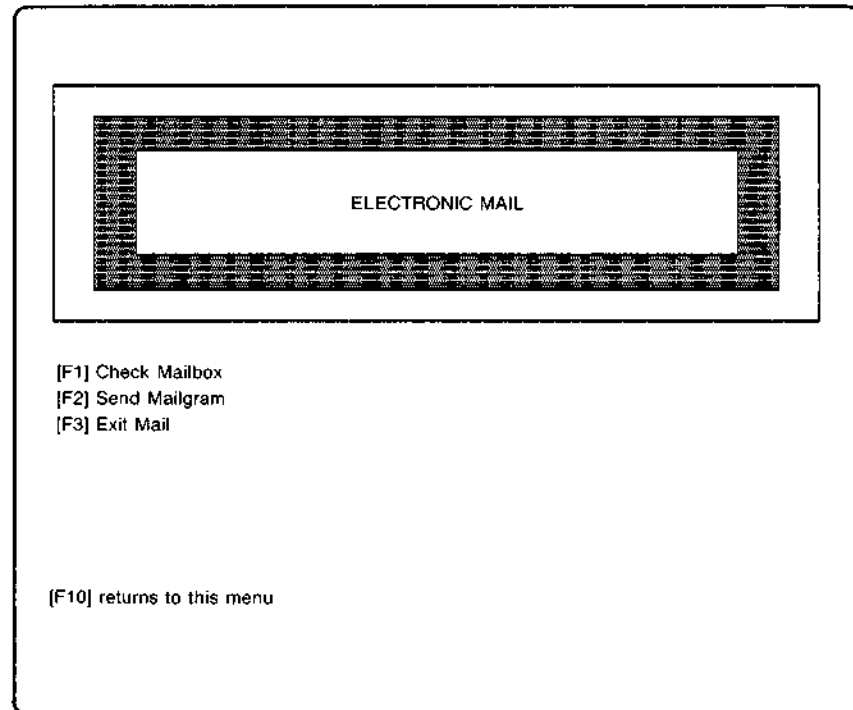 ELECTRONIC MAIL
[F1] Check Mailbox
[F2] Send Mailgram
[F3] Exit Mail
[F10] returns to this menu